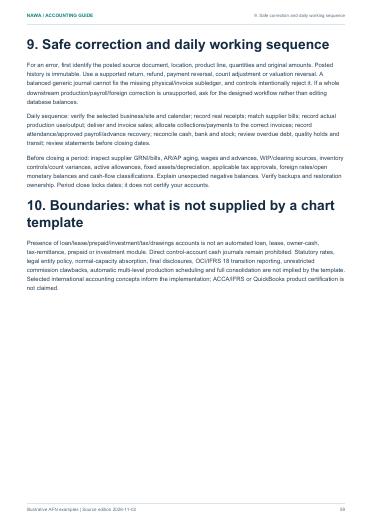 NAWA | ACCOUNTING GUIDE
9. Safe correction and daily working sequence
9. Safe correction and daily working sequence
For an error, first identify the posted source document, location, product line, quantities and original amounts. Posted
history is immutable. Use a supported return, refund, payment reversal, count adjustment or valuation reversal. A
balanced generic journal cannot fix the missing physical/invoice subledger, and controls intentionally reject it. If a whole
downstream production/payroll/foreign correction is unsupported, ask for the designed workflow rather than editing
database balances.
Daily sequence: verify the selected business/site and calendar; record real receipts: match supplier bills; record actual
production use/output; deliver and invoice sales; allocate collections/payments to the correct invoices; record
attendance/approved payroll/advance recovery; reconcile cash, bank and stock; review overdue debt, quality holds and
transit; review statements before closing dates.
Before closing a period: inspect supplier GRNI/bills, AR/AP aging, wages and advances, WIP/clearing sources, inventory
controls/count variances, active allowances, fixed assets/depreciation, applicable tax approvals, foreign rates/open
monetary balances and cash-flow classifications. Explain unexpected negative balances. Verify backups and restoration
ownership. Period close locks dates; it does not certify your accounts.
10. Boundaries: what is not supplied by a chart
template
Presence of loan/lease/prepaid/investment/tax/drawings accounts is not an automated loan, lease, owner-cash,
tax-remittance, prepaid or investment module. Direct control-account cash journals remain prohibited. Statutory rates,
legal entity policy, normal-capacity absorption, final disclosures, OCI/IFRS 18 transition reporting, unrestricted
commission clawbacks, automatic multi-level production scheduling and full consolidation are not implied by the template.
Selected international accounting concepts inform the implementation; ACCA/IFRS or QuickBooks product certification is
not claimed.
Illustrative AFN examples | Source edition